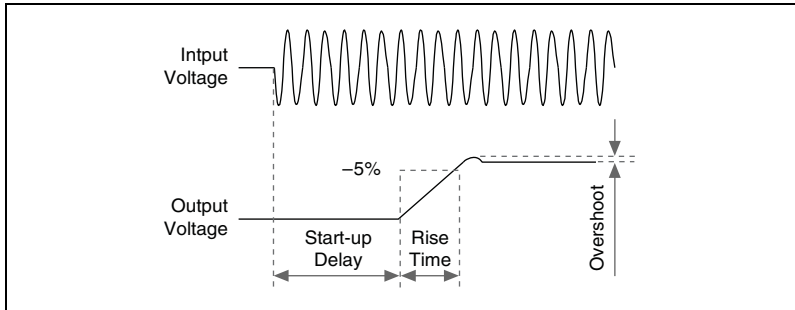 Intput
Voltage
–5%
Output
Voltage
Start-up
Delay
Rise
Time
Overshoot